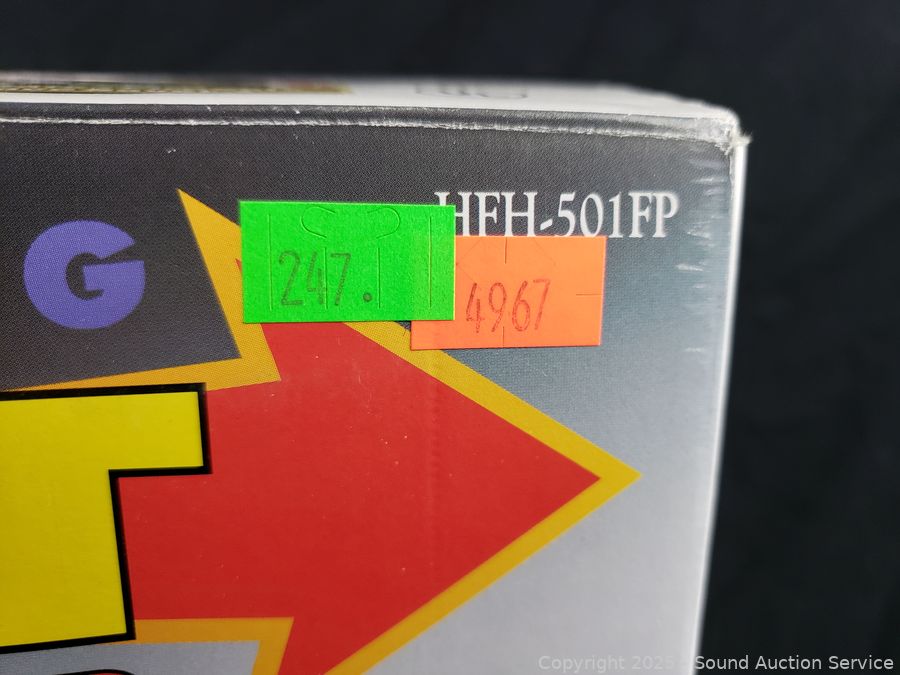 HFH-501FP
G
247.
4967
T
Copyright 2025 - Sound Auction Service